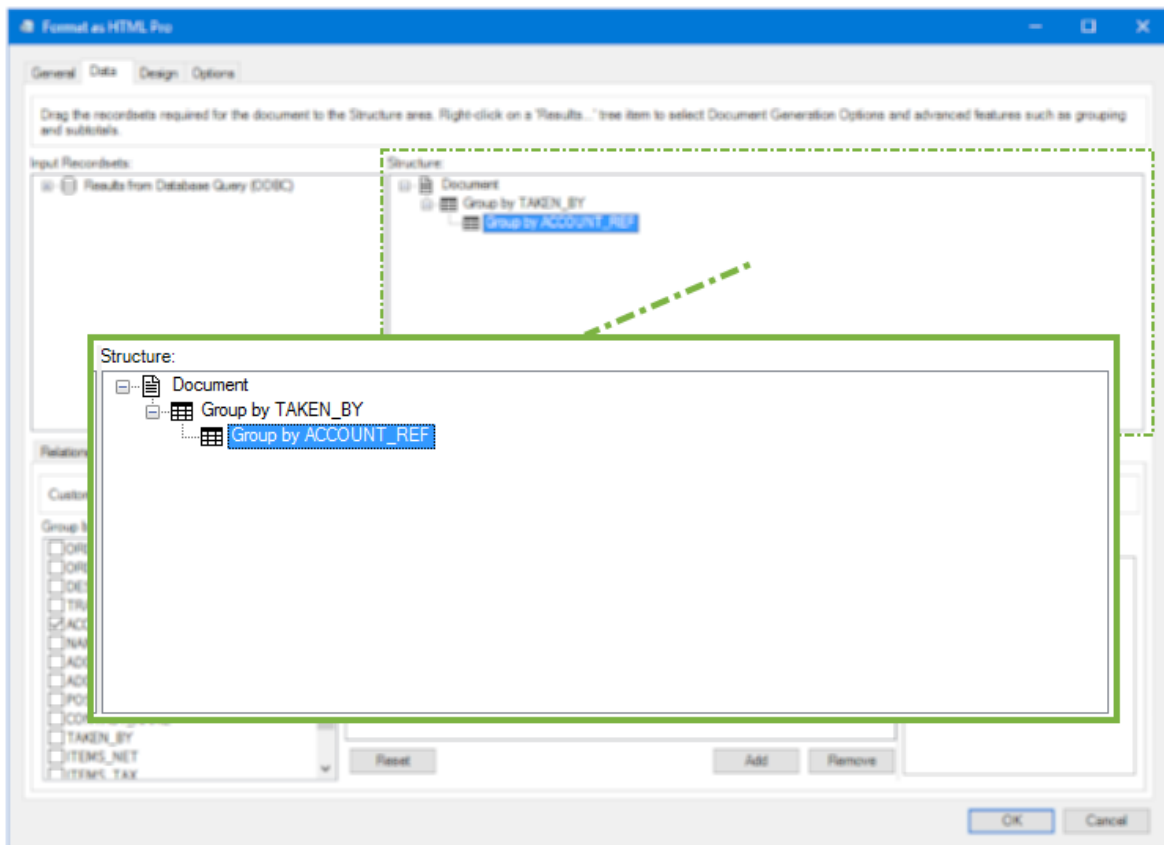 Format as HTML Pro
General Data Design Options
Drag the recordsets required for the document to the Structure area. Right-click on a 'Results...' tree item to select Document Generation Options and advanced features such as grouping
and subtotals.
Input Recordsets:
Results from Database Query (ODBC)
Structure:
Document
Group by TAKEN_BY
Group by ACCOUNT_REF
Structure:
Document
Group by TAKEN_BY
Group by ACCOUNT_REF
TAKEN_BY
ITEMS_NET
ITEMS_TAX
Reset
Add
Remove
OK
Cancel